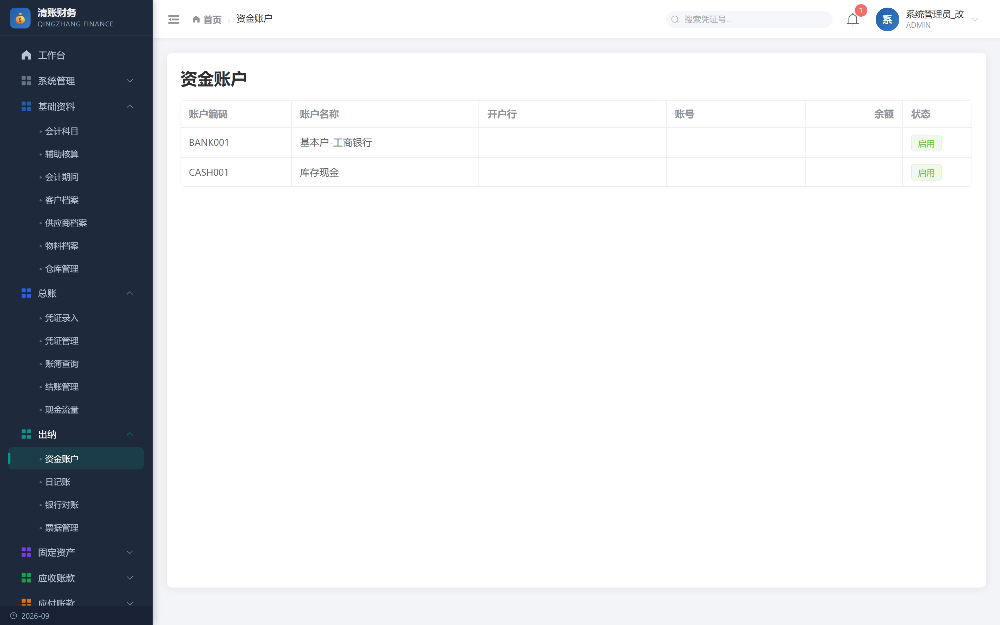 清账财务
QINGZHANG FINANCE
工作台
系统管理
基础资料
会计科目
辅助核算
会计期间
客户档案
供应商档案
物料档案
仓库管理
总账
凭证录入
凭证管理
账簿查询
结账管理
现金流量
出纳
资金账户
日记账
银行对账
票据管理
固定资产
应收账款
应付账款
2026-09
首页 › 资金账户
搜索凭证号...
1
系
系统管理员_改
ADMIN
资金账户
账户编码 账户名称 开户行 账号 余额 状态
BANK001 基本户-工商银行 启用
CASH001 库存现金 启用